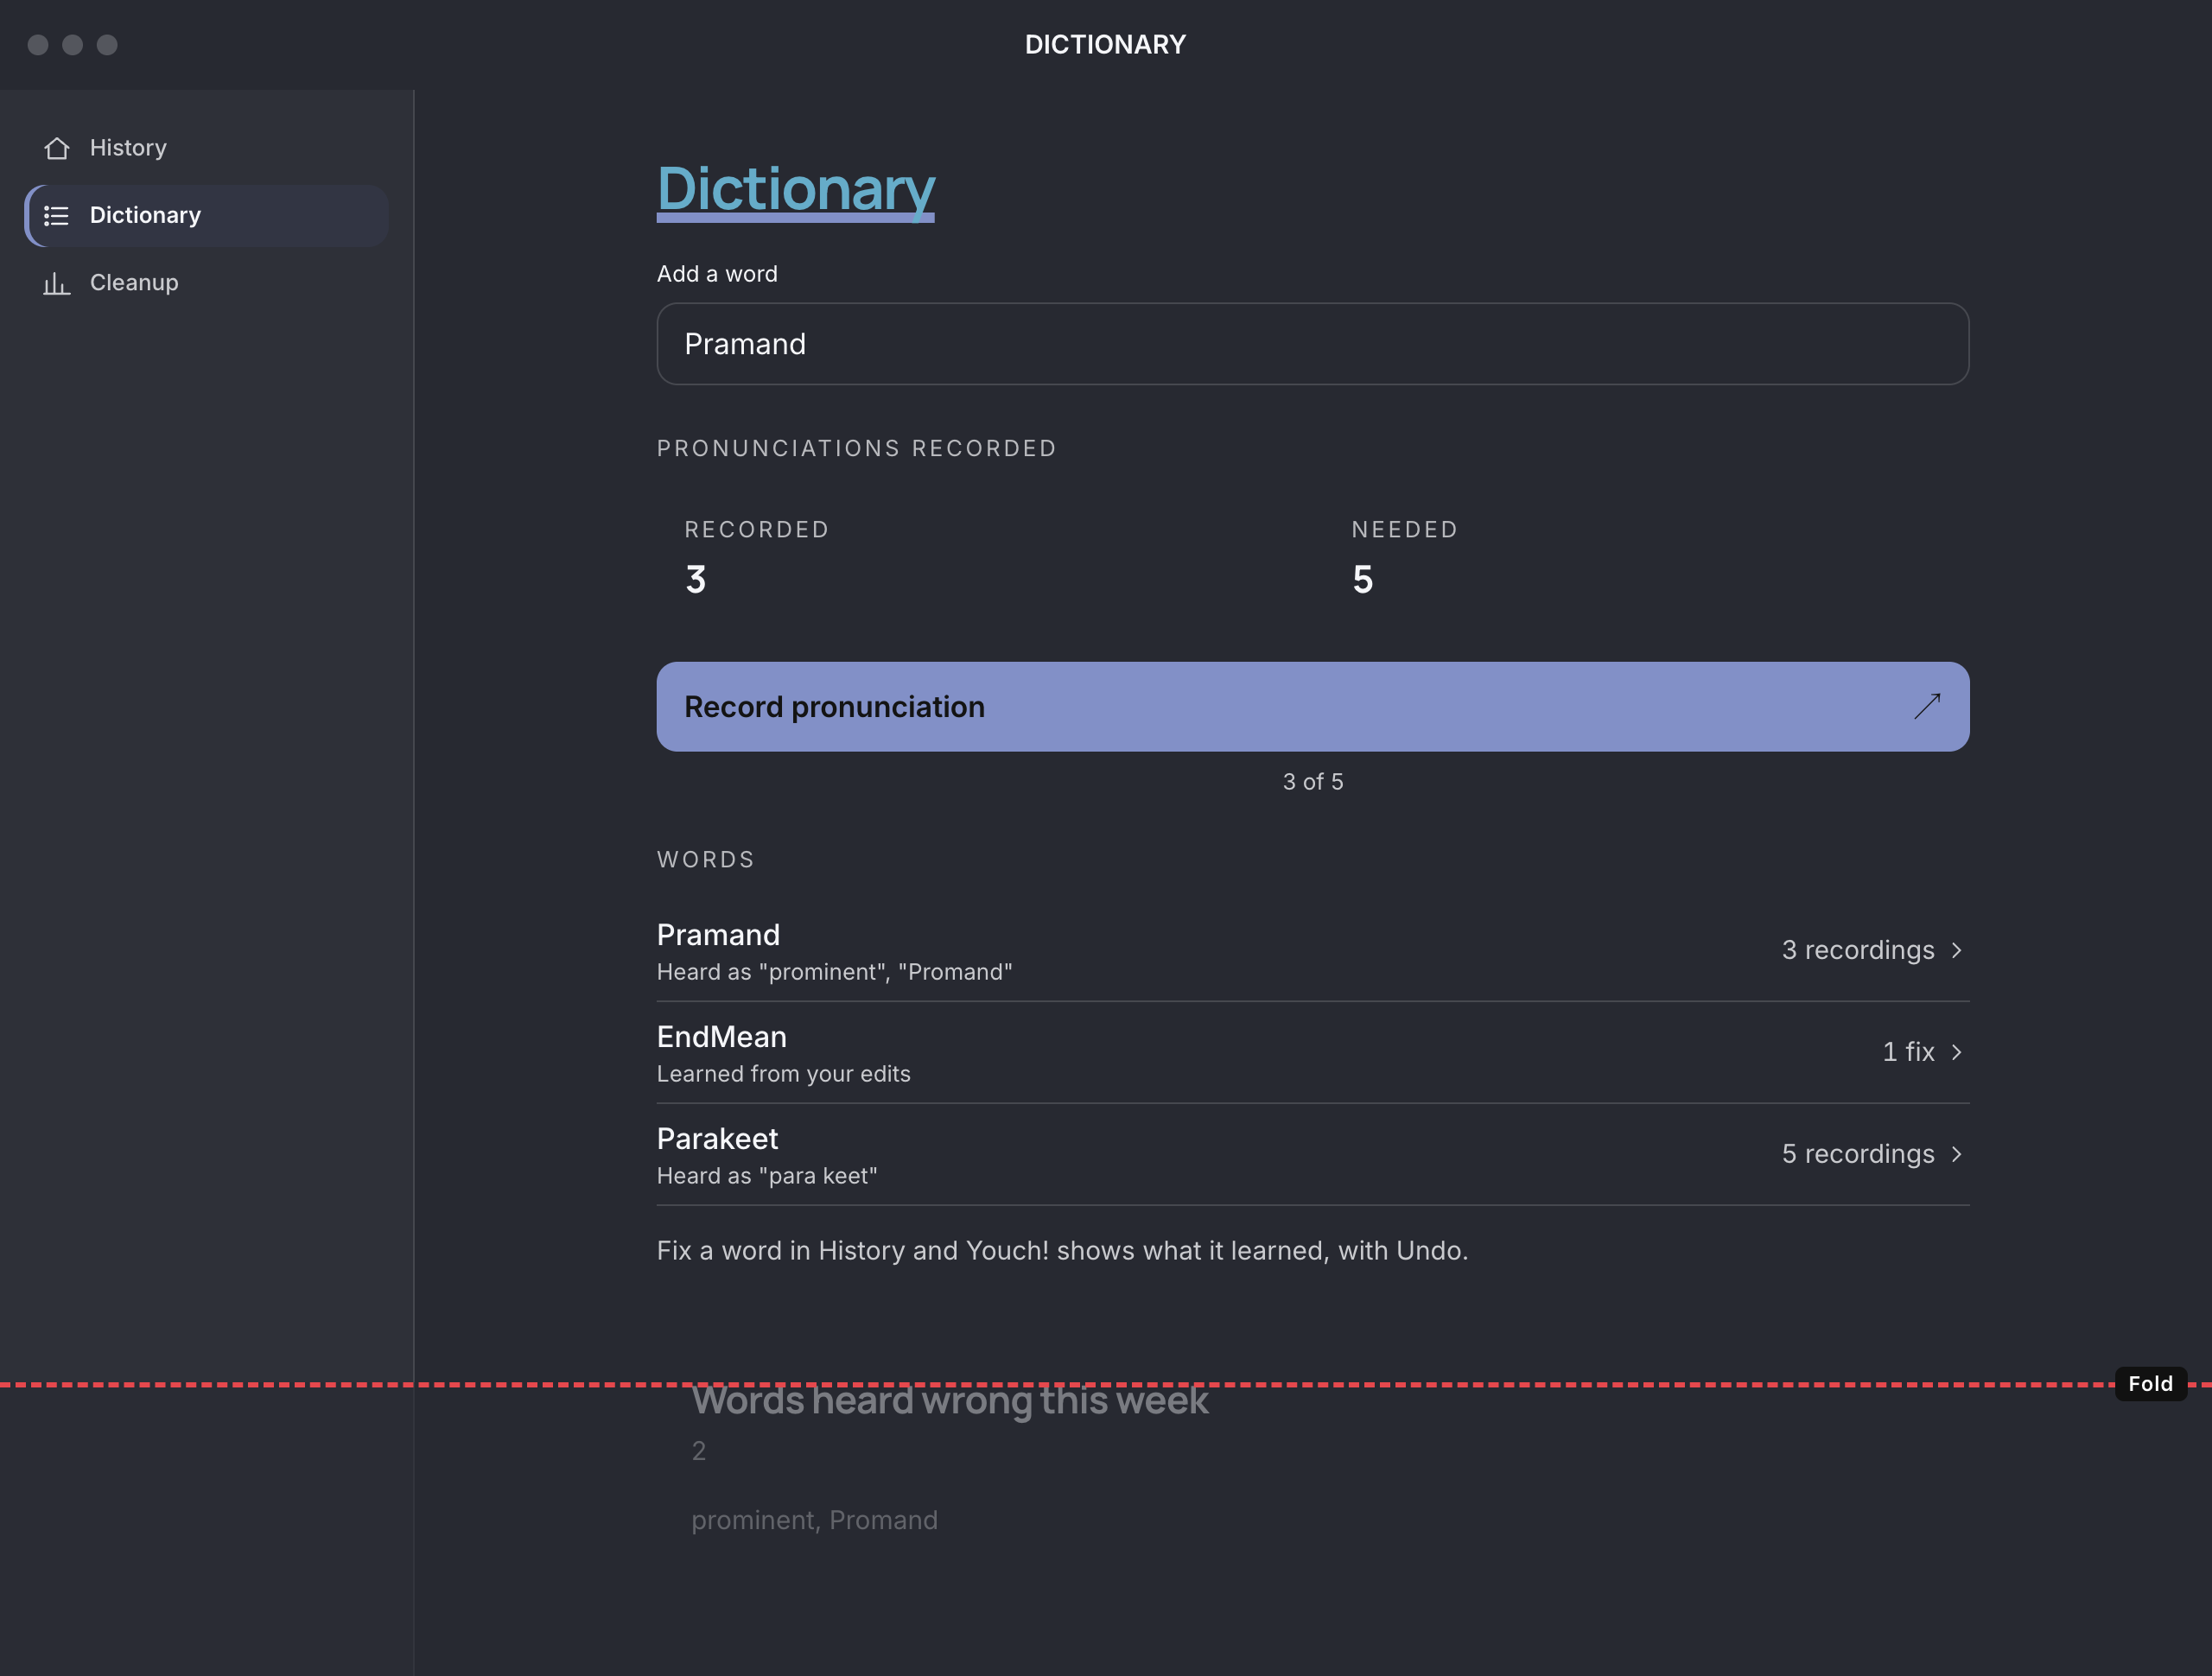 DICTIONARY
History
Dictionary
Cleanup
Dictionary
Add a word
Pramand
PRONUNCIATIONS RECORDED
RECORDED
NEEDED
3
5
Record pronunciation
3 of 5
WORDS
Pramand
Heard as "prominent", "Promand"
3 recordings
EndMean
Learned from your edits
1 fix
Parakeet
Heard as "para keet"
5 recordings
Fix a word in History and Youch! shows what it learned, with Undo.
Fold
Words heard wrong this week
2
prominent, Promand